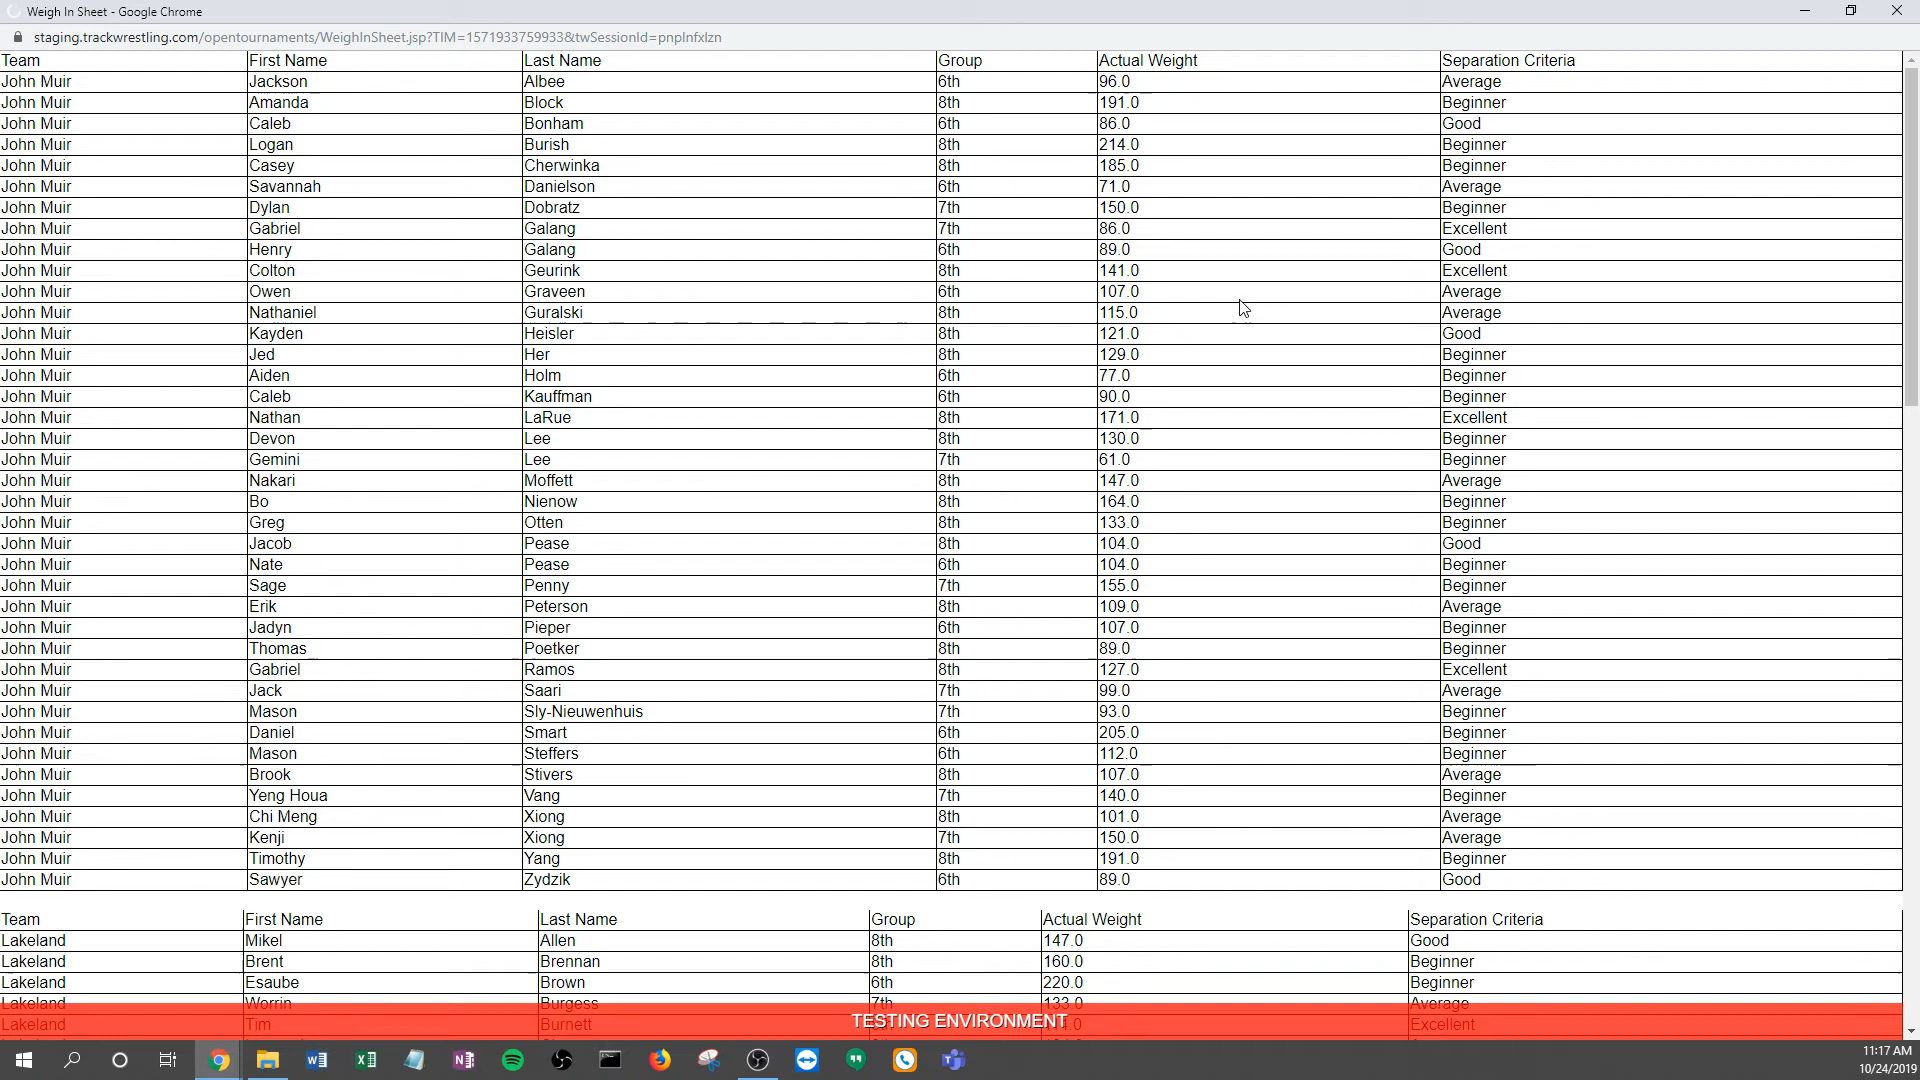 Weigh In Sheet - Google Chrome
staging.trackwrestling.com/opentournaments/WeighInSheet.jsp?TIM=1571933759933&twSessionId=pnplnfxlzn
Team First Name Last Name Group Actual Weight Separation Criteria
John Muir Jackson Albee 6th 96.0 Average
John Muir Amanda Block 8th 191.0 Beginner
John Muir Caleb Bonham 6th 86.0 Good
John Muir Logan Burish 8th 214.0 Beginner
John Muir Casey Cherwinka 8th 185.0 Beginner
John Muir Savannah Danielson 6th 71.0 Average
John Muir Dylan Dobratz 7th 150.0 Beginner
John Muir Gabriel Galang 7th 86.0 Excellent
John Muir Henry Galang 6th 89.0 Good
John Muir Colton Geurink 8th 141.0 Excellent
John Muir Owen Graveen 6th 107.0 Average
John Muir Nathaniel Guralski 8th 115.0 Average
John Muir Kayden Heisler 8th 121.0 Good
John Muir Jed Her 8th 129.0 Beginner
John Muir Aiden Holm 6th 77.0 Beginner
John Muir Caleb Kauffman 6th 90.0 Beginner
John Muir Nathan LaRue 8th 171.0 Excellent
John Muir Devon Lee 8th 130.0 Beginner
John Muir Gemini Lee 7th 61.0 Beginner
John Muir Nakari Moffett 8th 147.0 Average
John Muir Bo Nienow 8th 164.0 Beginner
John Muir Greg Otten 8th 133.0 Beginner
John Muir Jacob Pease 8th 104.0 Good
John Muir Nate Pease 6th 104.0 Beginner
John Muir Sage Penny 7th 155.0 Beginner
John Muir Erik Peterson 8th 109.0 Average
John Muir Jadyn Pieper 6th 107.0 Beginner
John Muir Thomas Poetker 8th 89.0 Beginner
John Muir Gabriel Ramos 8th 127.0 Excellent
John Muir Jack Saari 7th 99.0 Average
John Muir Mason Sly-Nieuwenhuis 7th 93.0 Beginner
John Muir Daniel Smart 6th 205.0 Beginner
John Muir Mason Steffers 6th 112.0 Beginner
John Muir Brook Stivers 8th 107.0 Average
John Muir Yeng Houa Vang 7th 140.0 Beginner
John Muir Chi Meng Xiong 8th 101.0 Average
John Muir Kenji Xiong 7th 150.0 Average
John Muir Timothy Yang 8th 191.0 Beginner
John Muir Sawyer Zydzik 6th 89.0 Good
Team First Name Last Name Group Actual Weight Separation Criteria
Lakeland Mikel Allen 8th 147.0 Good
Lakeland Brent Brennan 8th 160.0 Beginner
Lakeland Esaube Brown 6th 220.0 Beginner
Lakeland Worrin Burgess 7th 133.0 Average
Lakeland Tim Burnett Excellent
TESTING ENVIRONMENT
11:17 AM
10/24/2019